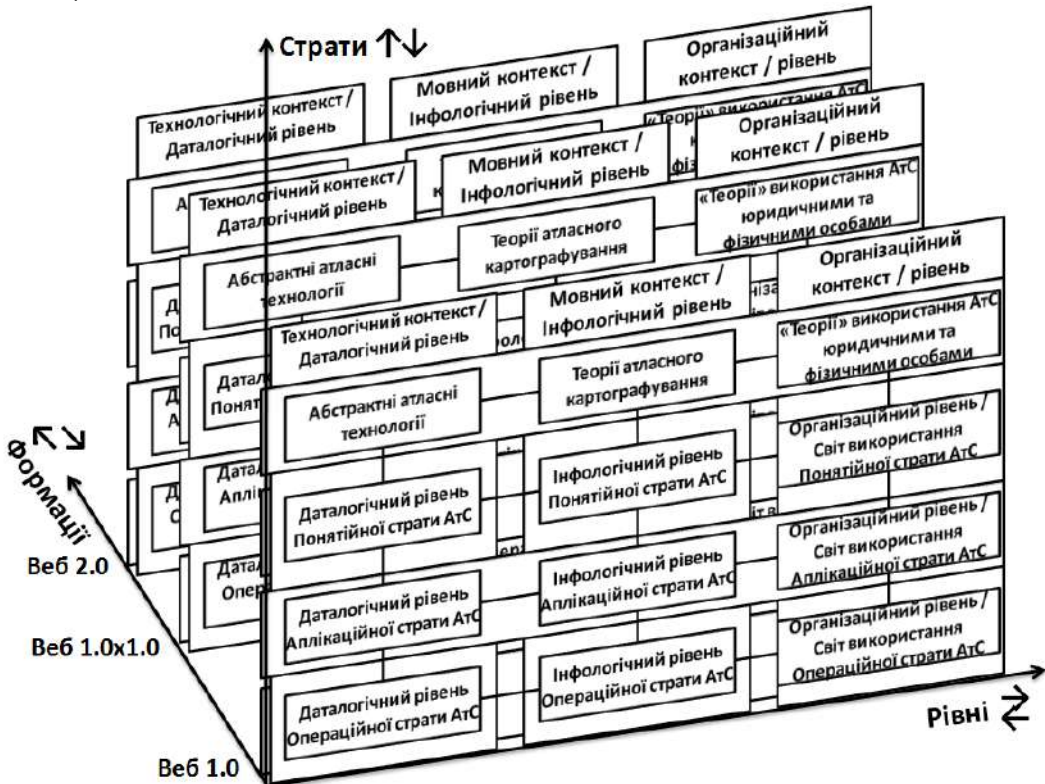 Страти ↑↓
Організаційний
контекст / рівень
Мовний контекст /
Інфологічний рівень
Технологічний контекст /
Даталогічний рівень
«Теорії» використання АтС
Організаційний
контекст / рівень
Мовний контекст /
Інфологічний рівень
Технологічний контекст /
Даталогічний рівень
«Теорії» використання АтС
юридичними та
фізичними особами
Теорії атласного
картографування
Абстрактні атласні
технології
Організаційний
контекст / рівень
Мовний контекст /
Інфологічний рівень
Технологічний контекст /
Даталогічний рівень
«Теорії» використання АтС
юридичними та
фізичними особами
Теорії атласного
картографування
Абстрактні атласні
технології
Організаційний рівень /
Світ використання
Понятійної страти АтС
Інфологічний рівень
Понятійної страти АтС
Даталогічний рівень
Понятійної страти АтС
Організаційний рівень /
Світ використання
Аплікаційної страти АтС
Інфологічний рівень
Аплікаційної страти АтС
Даталогічний рівень
Аплікаційної страти АтС
Організаційний рівень /
Світ використання
Операційної страти АтС
Інфологічний рівень
Операційної страти АтС
Даталогічний рівень
Операційної страти АтС
Формації
Веб 2.0
Веб 1.0x1.0
Веб 1.0
Рівні